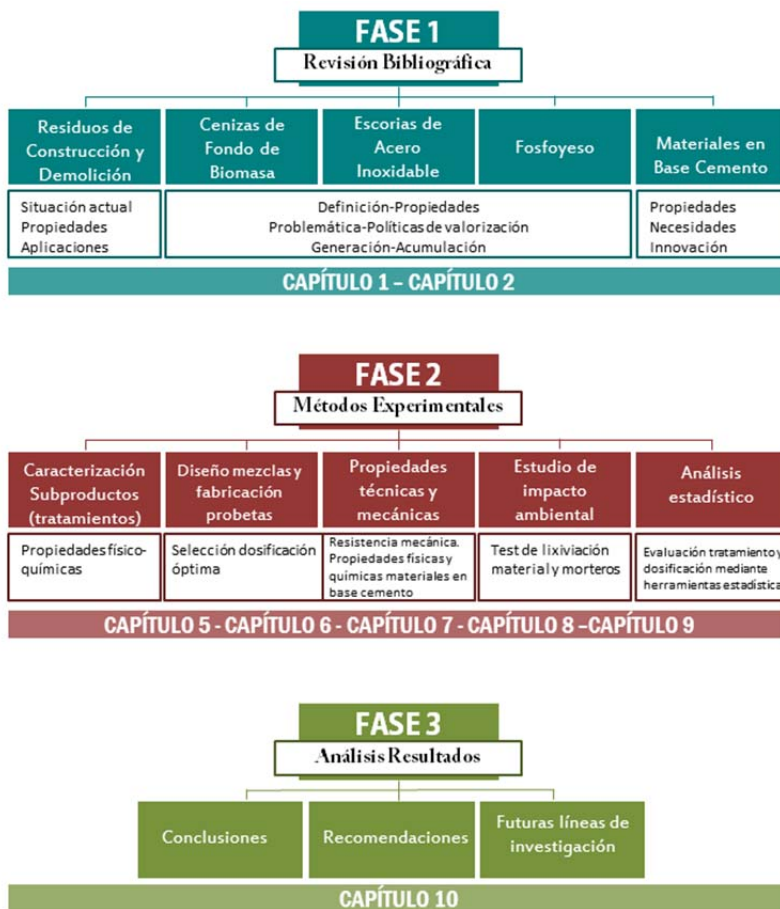 FASE 1
Revisión Bibliográfica
Residuos de
Construcción y
Demolición
Cenizas de
Fondo de
Biomasa
Escorias de
Acero
Inoxidable
Fosfoyeso
Materiales en
Base Cemento
Situación actual
Propiedades
Aplicaciones
Definición-Propiedades
Problemática-Políticas de valorización
Generación-Acumulación
Propiedades
Necesidades
Innovación
CAPÍTULO 1 – CAPÍTULO 2
FASE 2
Métodos Experimentales
Caracterización
Subproductos
(tratamientos)
Diseño mezclas y
fabricación
probetas
Propiedades
técnicas y
mecánicas
Estudio de
impacto
ambiental
Análisis
estadístico
Propiedades físico-
químicas
Selección dosificación
óptima
Resistencia mecánica.
Propiedades físicas y
químicas materiales en
base cemento
Test de lixiviación
material y morteros
Evaluación tratamiento y
dosificación mediante
herramientas estadística
CAPÍTULO 5 - CAPÍTULO 6 - CAPÍTULO 7 - CAPÍTULO 8 –CAPÍTULO 9
FASE 3
Análisis Resultados
Conclusiones
Recomendaciones
Futuras líneas de
investigación
CAPÍTULO 10